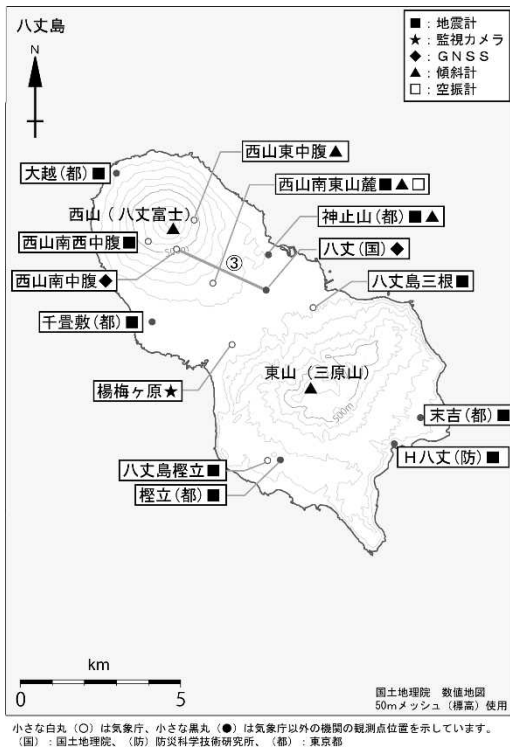 八丈島
■：地震計
★：監視カメラ
◆：GNSS
▲：傾斜計
□：空振計
N
西山東中腹▲
大越(都)■
西山南東山麓■▲□
西山（八丈富士）
神止山(都)■▲
西山南西中腹■
八丈(国)◆
③
西山南中腹◆
八丈島三根■
千畳敷(都)■
東山（三原山）
楊梅ヶ原★
500m
末吉(都)■
H八丈(防)■
八丈島樫立■
樫立(都)■
km
0 5
国土地理院 数値地図
50mメッシュ（標高）使用
小さな白丸（○）は気象庁、小さな黒丸（●）は気象庁以外の機関の観測点位置を示しています。
（国）：国土地理院、（防）防災科学技術研究所、（都）：東京都